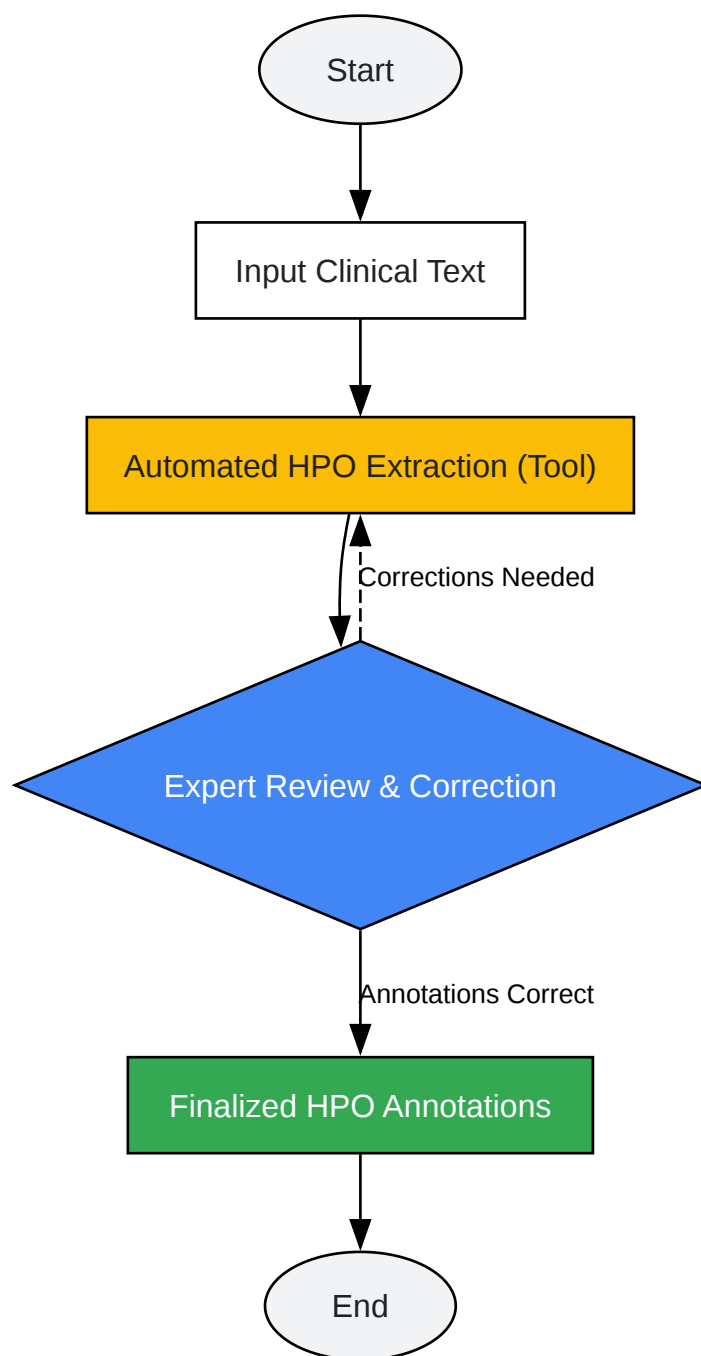 Start
Input Clinical Text
Automated HPO Extraction (Tool)
Corrections Needed
Expert Review & Correction
Annotations Correct
Finalized HPO Annotations
End